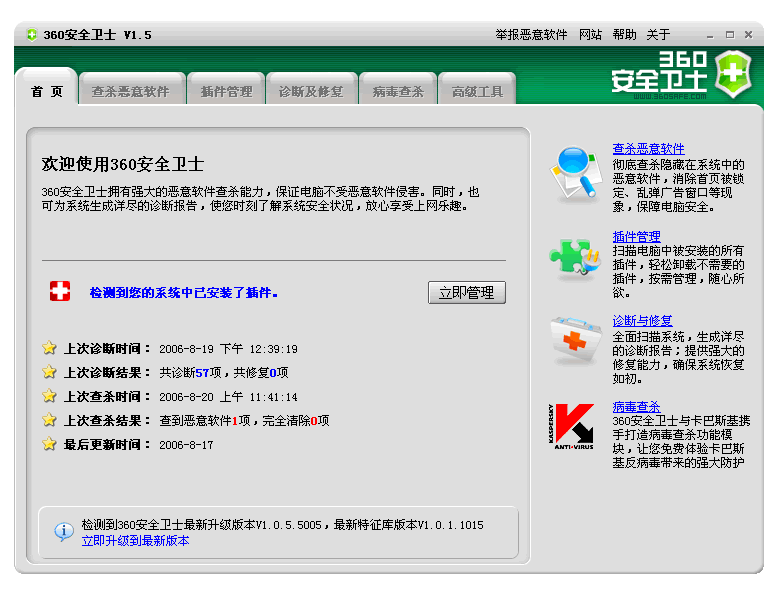 360安全卫士 V1.5
举报恶意软件 网站 帮助 关于
360
安全卫士
WWW.360SAFE.COM
首 页 查杀恶意软件 插件管理 诊断及修复 病毒查杀 高级工具
欢迎使用360安全卫士
360安全卫士拥有强大的恶意软件查杀能力，保证电脑不受恶意软件侵害。同时，也
可为系统生成详尽的诊断报告，使您时刻了解系统安全状况，放心享受上网乐趣。
检测到您的系统中已安装了插件。
立即管理
上次诊断时间： 2006-8-19 下午 12:39:19
上次诊断结果： 共诊断57项，共修复0项
上次查杀时间： 2006-8-20 上午 11:41:14
上次查杀结果： 查到恶意软件1项，完全清除0项
最后更新时间： 2006-8-17
检测到360安全卫士最新升级版本V1.0.5.5005，最新特征库版本V1.0.1.1015
立即升级到最新版本
查杀恶意软件
彻底查杀隐藏在系统中的
恶意软件，消除首页被锁
定、乱弹广告窗口等现
象，保障电脑安全。
插件管理
扫描电脑中被安装的所有
插件，轻松卸载不需要的
插件，按需管理，随心所
欲。
诊断与修复
全面扫描系统，生成详尽
的诊断报告；提供强大的
修复能力，确保系统恢复
如初。
KASPERSKY
ANTI-VIRUS
病毒查杀
360安全卫士与卡巴斯基携
手打造病毒查杀功能模
块，让您免费体验卡巴斯
基反病毒带来的强大防护